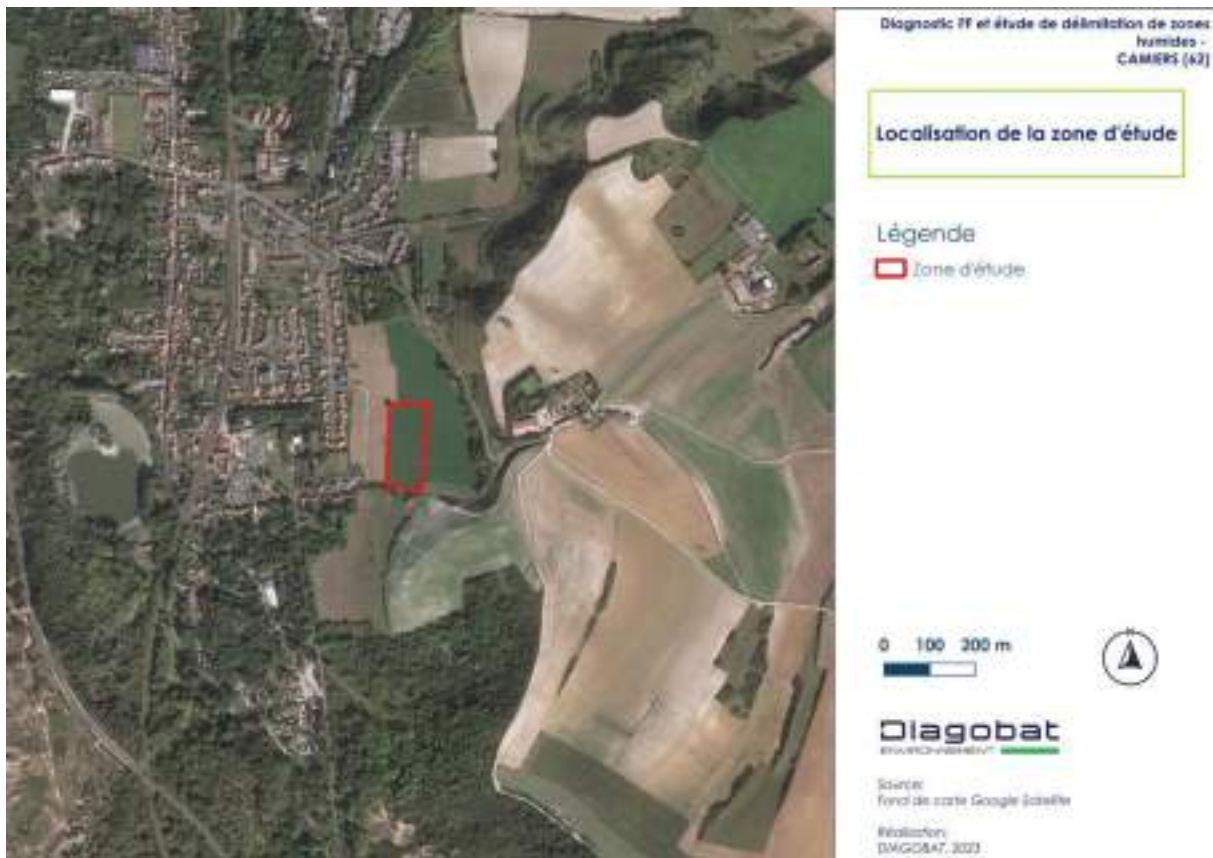 Diagnostic FF et étude de délimitation de zones
humides -
CAMIERS (62)
Localisation de la zone d'étude
Légende
Zone d'étude
0 100 200 m
N
Diagobat
ENVIRONNEMENT
Source:
Fond de carte Google Satellite
Réalisation:
DIAGOBAT, 2023